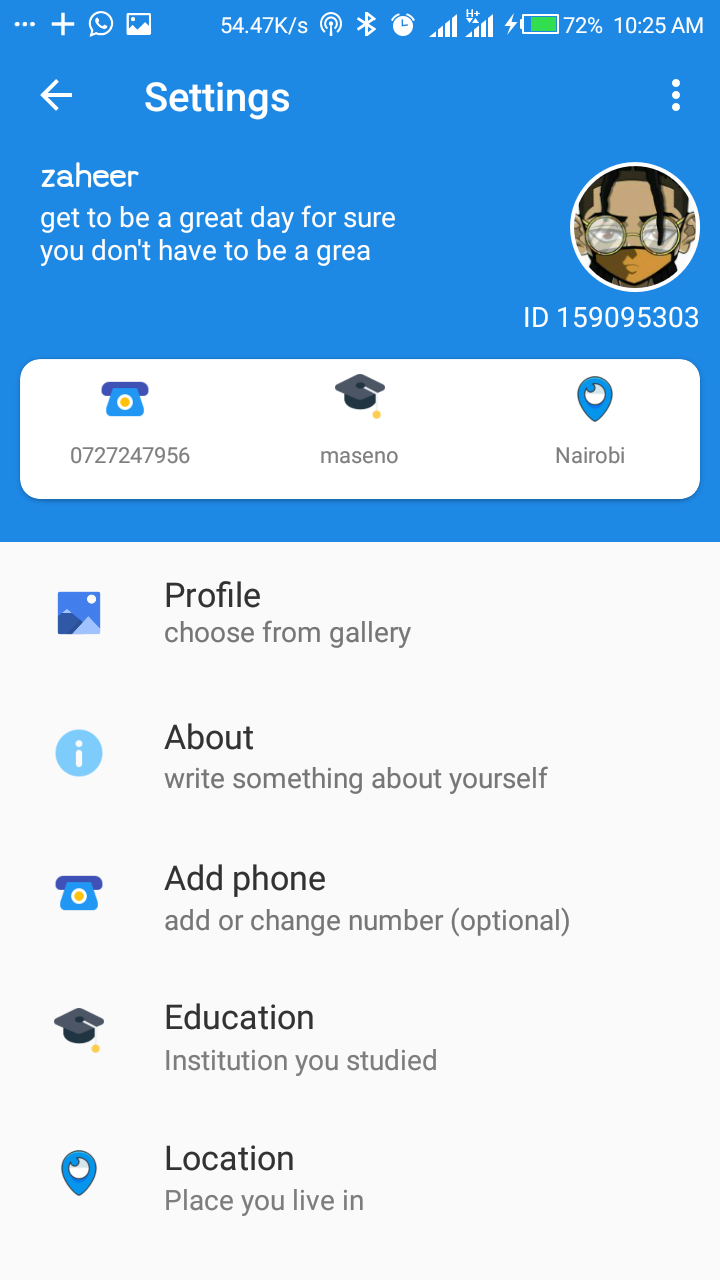 54.47K/s H+ 72% 10:25 AM
Settings
zaheer
get to be a great day for sure
you don't have to be a grea
ID 159095303
0727247956 maseno Nairobi
Profile
choose from gallery
About
write something about yourself
Add phone
add or change number (optional)
Education
Institution you studied
Location
Place you live in